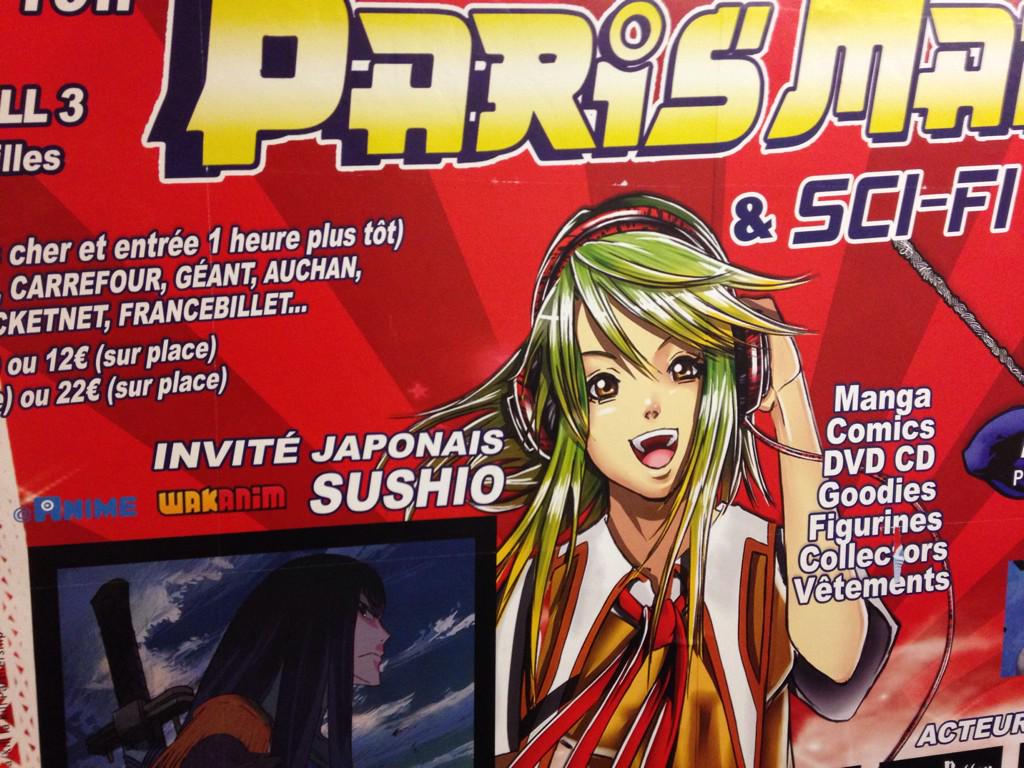 PARIS
& SCI-FI
LL 3
illes
cher et entrée 1 heure plus tôt)
, CARREFOUR, GÉANT, AUCHAN,
CKETNET, FRANCEBILLET...
ou 12€ (sur place)
) ou 22€ (sur place)
INVITÉ JAPONAIS
SUSHIO
@ANIME WAKANIM
Manga
Comics
DVD CD
Goodies
Figurines
Collectors
Vêtements
ACTEUR